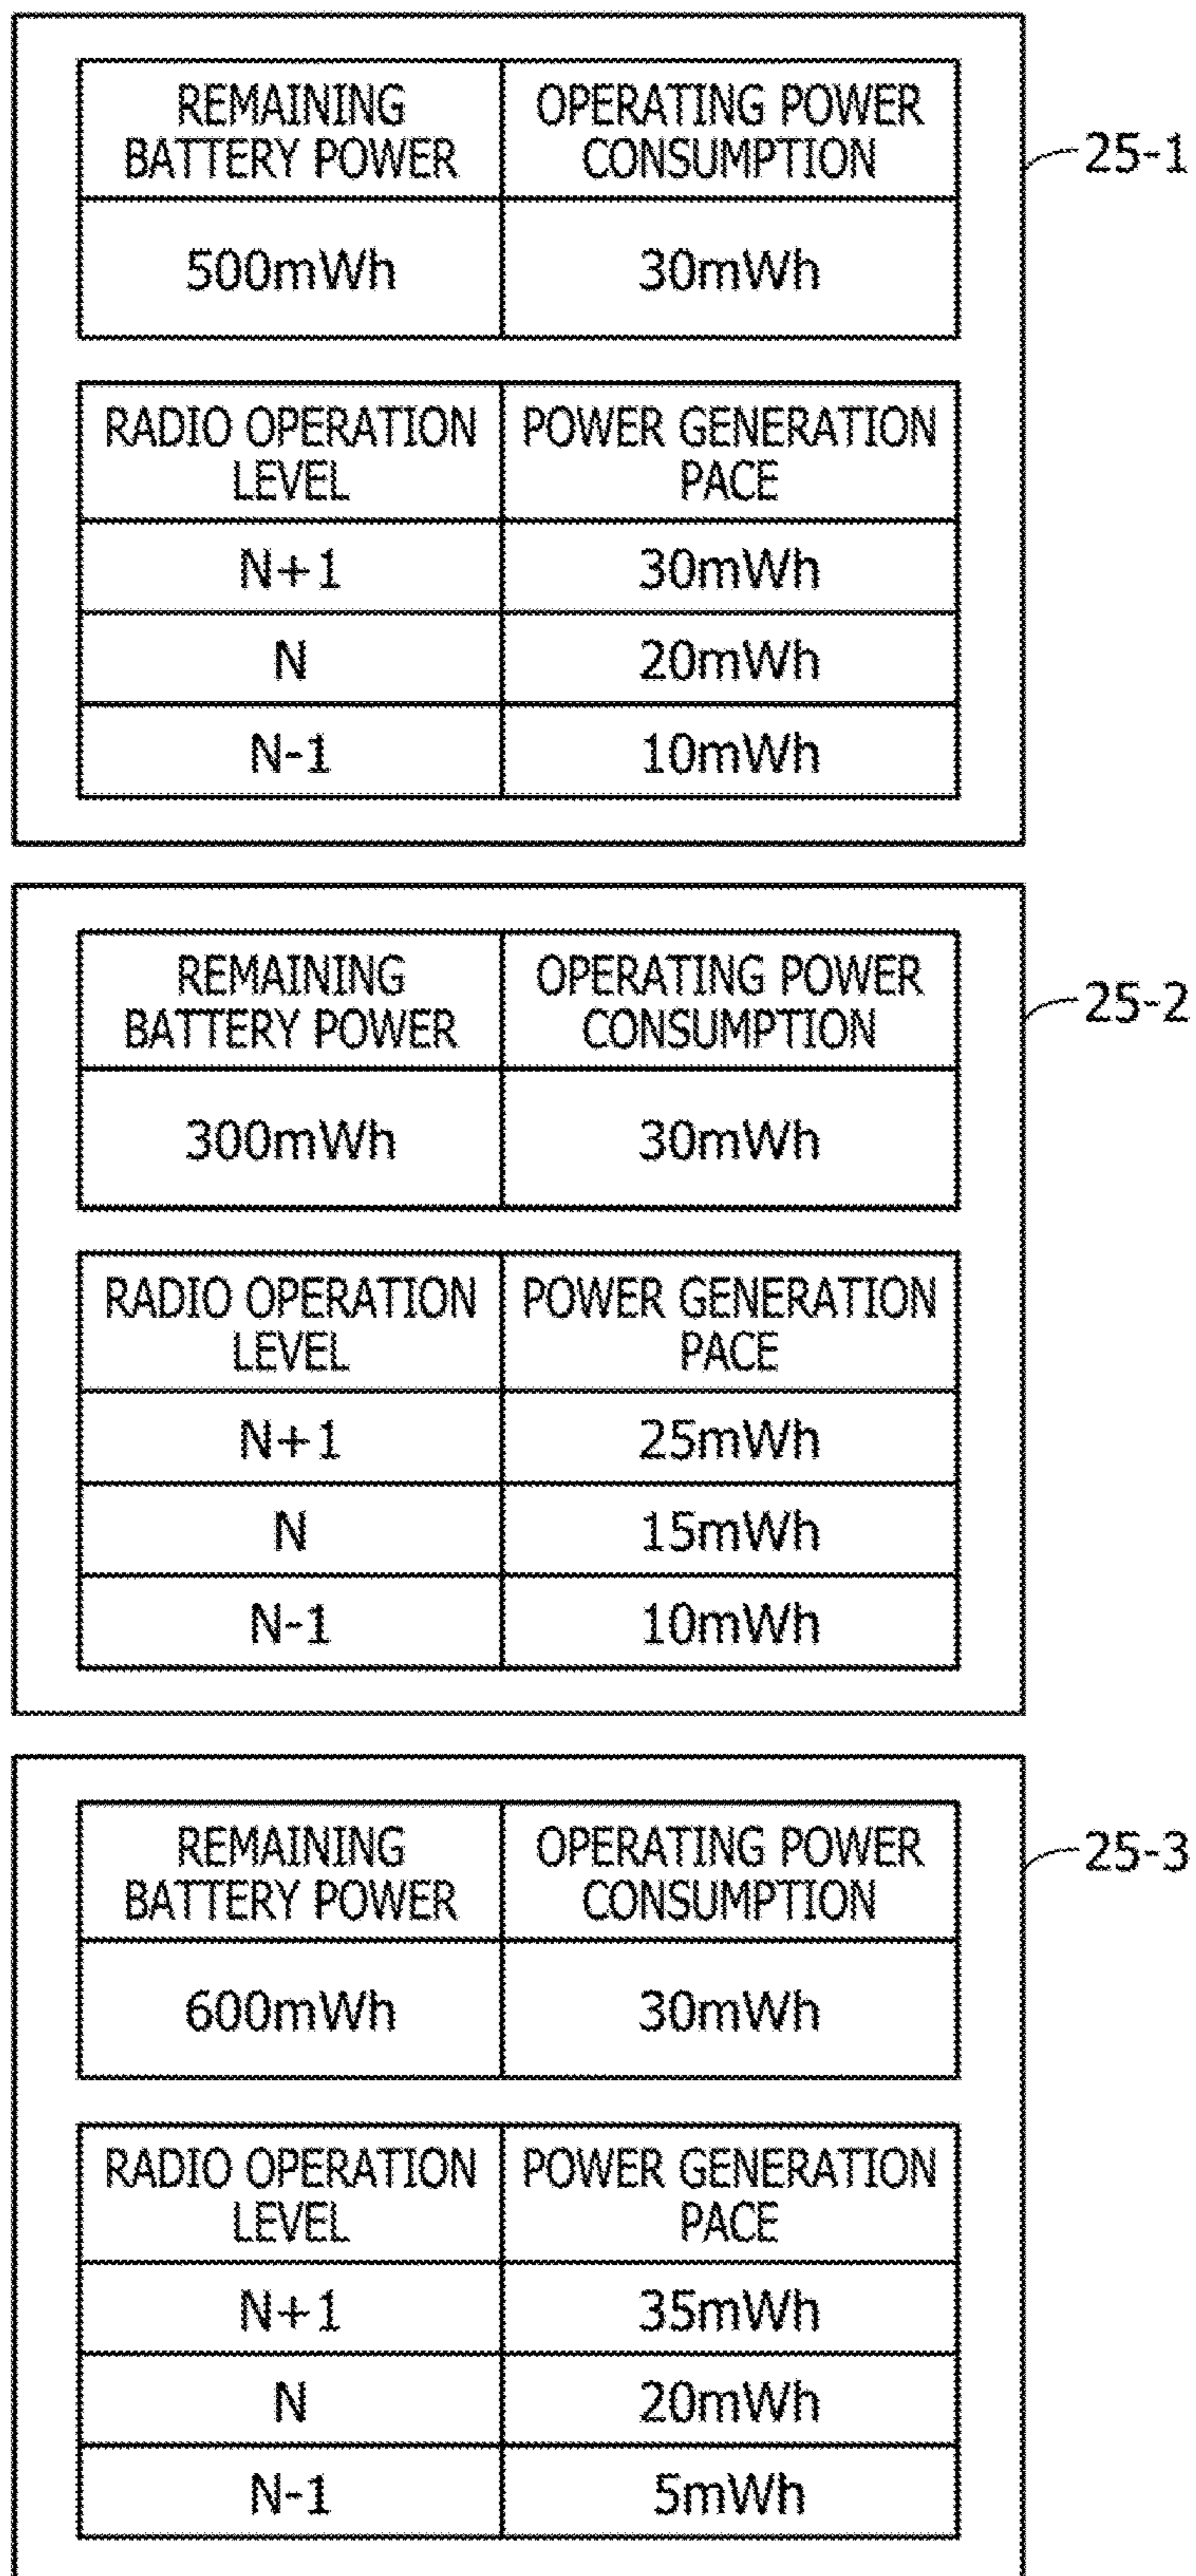 REMAINING
BATTERY POWER
OPERATING POWER
CONSUMPTION
25-1
500mWh
30mWh
RADIO OPERATION
LEVEL
POWER GENERATION
PACE
N+1
30mWh
N
20mWh
N-1
10mWh
REMAINING
BATTERY POWER
OPERATING POWER
CONSUMPTION
25-2
300mWh
30mWh
RADIO OPERATION
LEVEL
POWER GENERATION
PACE
N+1
25mWh
N
15mWh
N-1
10mWh
REMAINING
BATTERY POWER
OPERATING POWER
CONSUMPTION
25-3
600mWh
30mWh
RADIO OPERATION
LEVEL
POWER GENERATION
PACE
N+1
35mWh
N
20mWh
N-1
5mWh